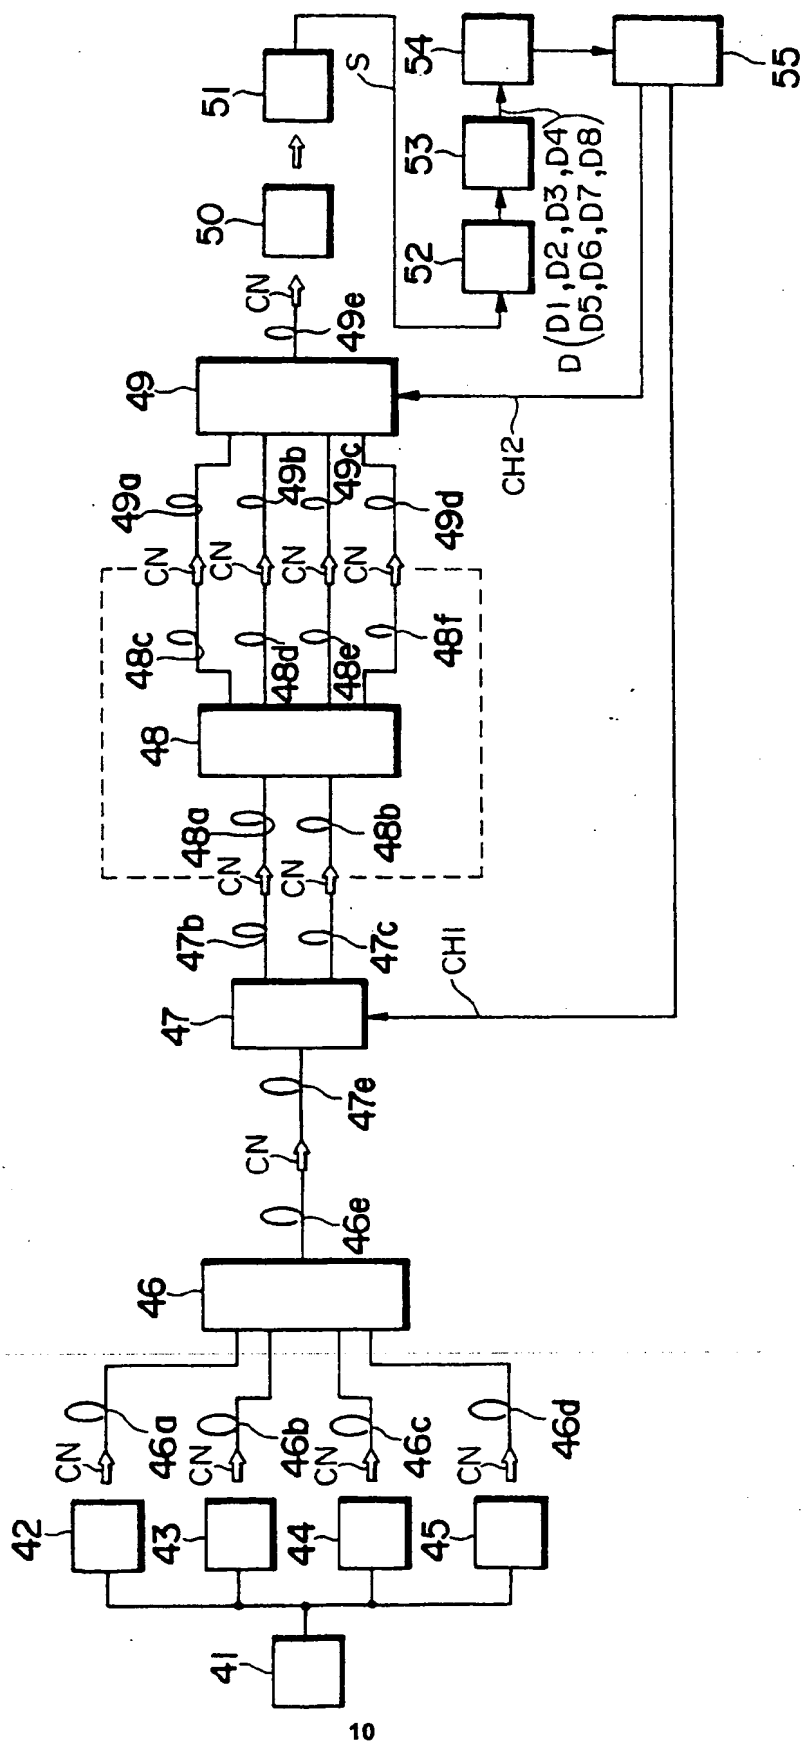 41
42
43
44
45
CN
CN
CN
CN
46a
46b
46c
46d
46
46e
CN
47e
47
CH1
47b
47c
CN
CN
48a
48b
48
48c
48d
48e
48f
CN
CN
CN
CN
49a
49b
49c
49d
49
CH2
49e
CN
50
51
S
52
53
54
55
D(D1,D2,D3,D4
D5,D6,D7,D8)
10